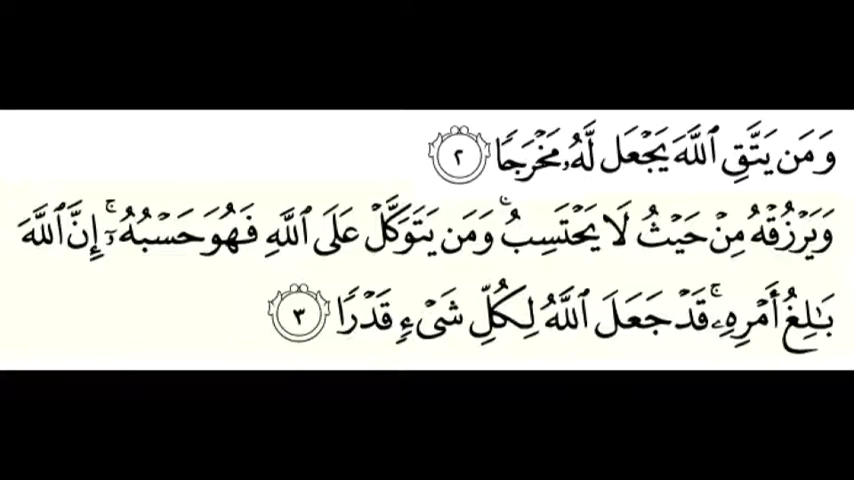 وَمَن يَتَّقِ ٱللَّهَ يَجْعَل لَّهُۥ مَخْرَجًا ٢
وَيَرْزُقْهُ مِنْ حَيْثُ لَا يَحْتَسِبُ ۚ وَمَن يَتَوَكَّلْ عَلَى ٱللَّهِ فَهُوَ حَسْبُهُۥٓ ۚ إِنَّ ٱللَّهَ
بَـٰلِغُ أَمْرِهِۦ ۚ قَدْ جَعَلَ ٱللَّهُ لِكُلِّ شَىْءٍ قَدْرًا ٣